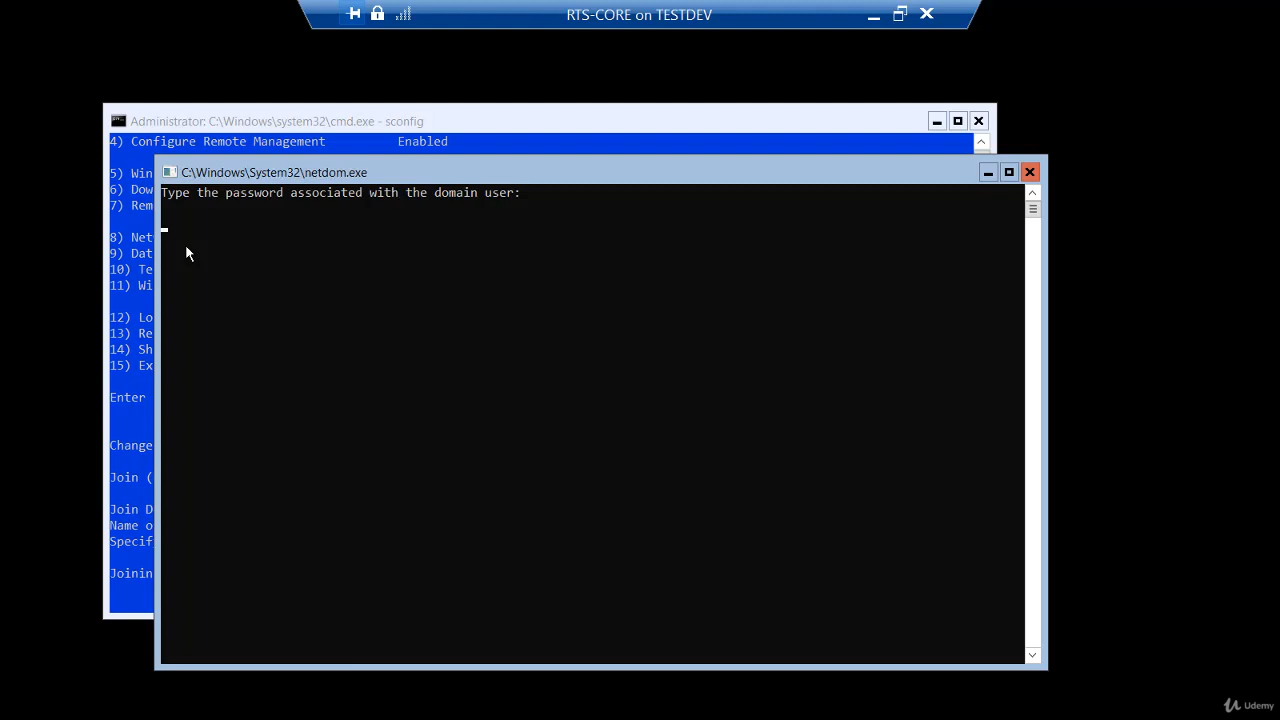 RTS-CORE on TESTDEV
Administrator: C:\Windows\system32\cmd.exe - sconfig
4) Configure Remote Management Enabled
C:\Windows\System32\netdom.exe
5) Win
Type the password associated with the domain user:
6) Dow
7) Rem
8) Net
9) Dat
10) Te
11) Wi
12) Lo
13) Re
14) Sh
15) Ex
Enter
Change
Join (
Join D
Name o
Specif
Joinin
Udemy